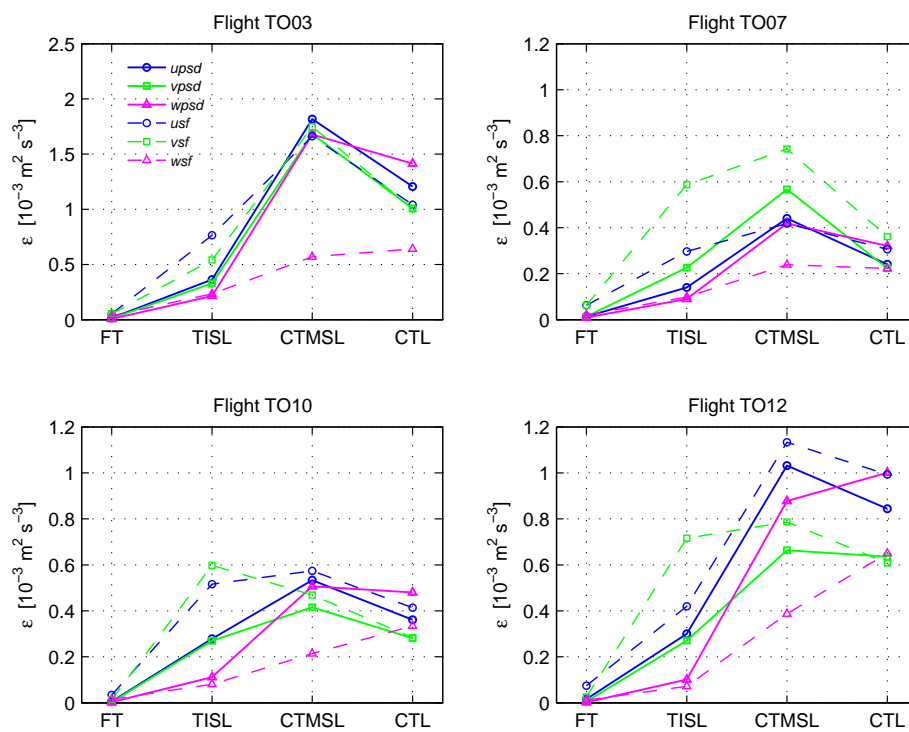 Flight TO03
2.5
2
1.5
1
0.5
0
ε [10⁻³ m² s⁻³]
upsd
vpsd
wpsd
usf
vsf
wsf
FT TISL CTMSL CTL
Flight TO07
1.2
1
0.8
0.6
0.4
0.2
0
ε [10⁻³ m² s⁻³]
FT TISL CTMSL CTL
Flight TO10
1.2
1
0.8
0.6
0.4
0.2
0
ε [10⁻³ m² s⁻³]
FT TISL CTMSL CTL
Flight TO12
1.2
1
0.8
0.6
0.4
0.2
0
ε [10⁻³ m² s⁻³]
FT TISL CTMSL CTL